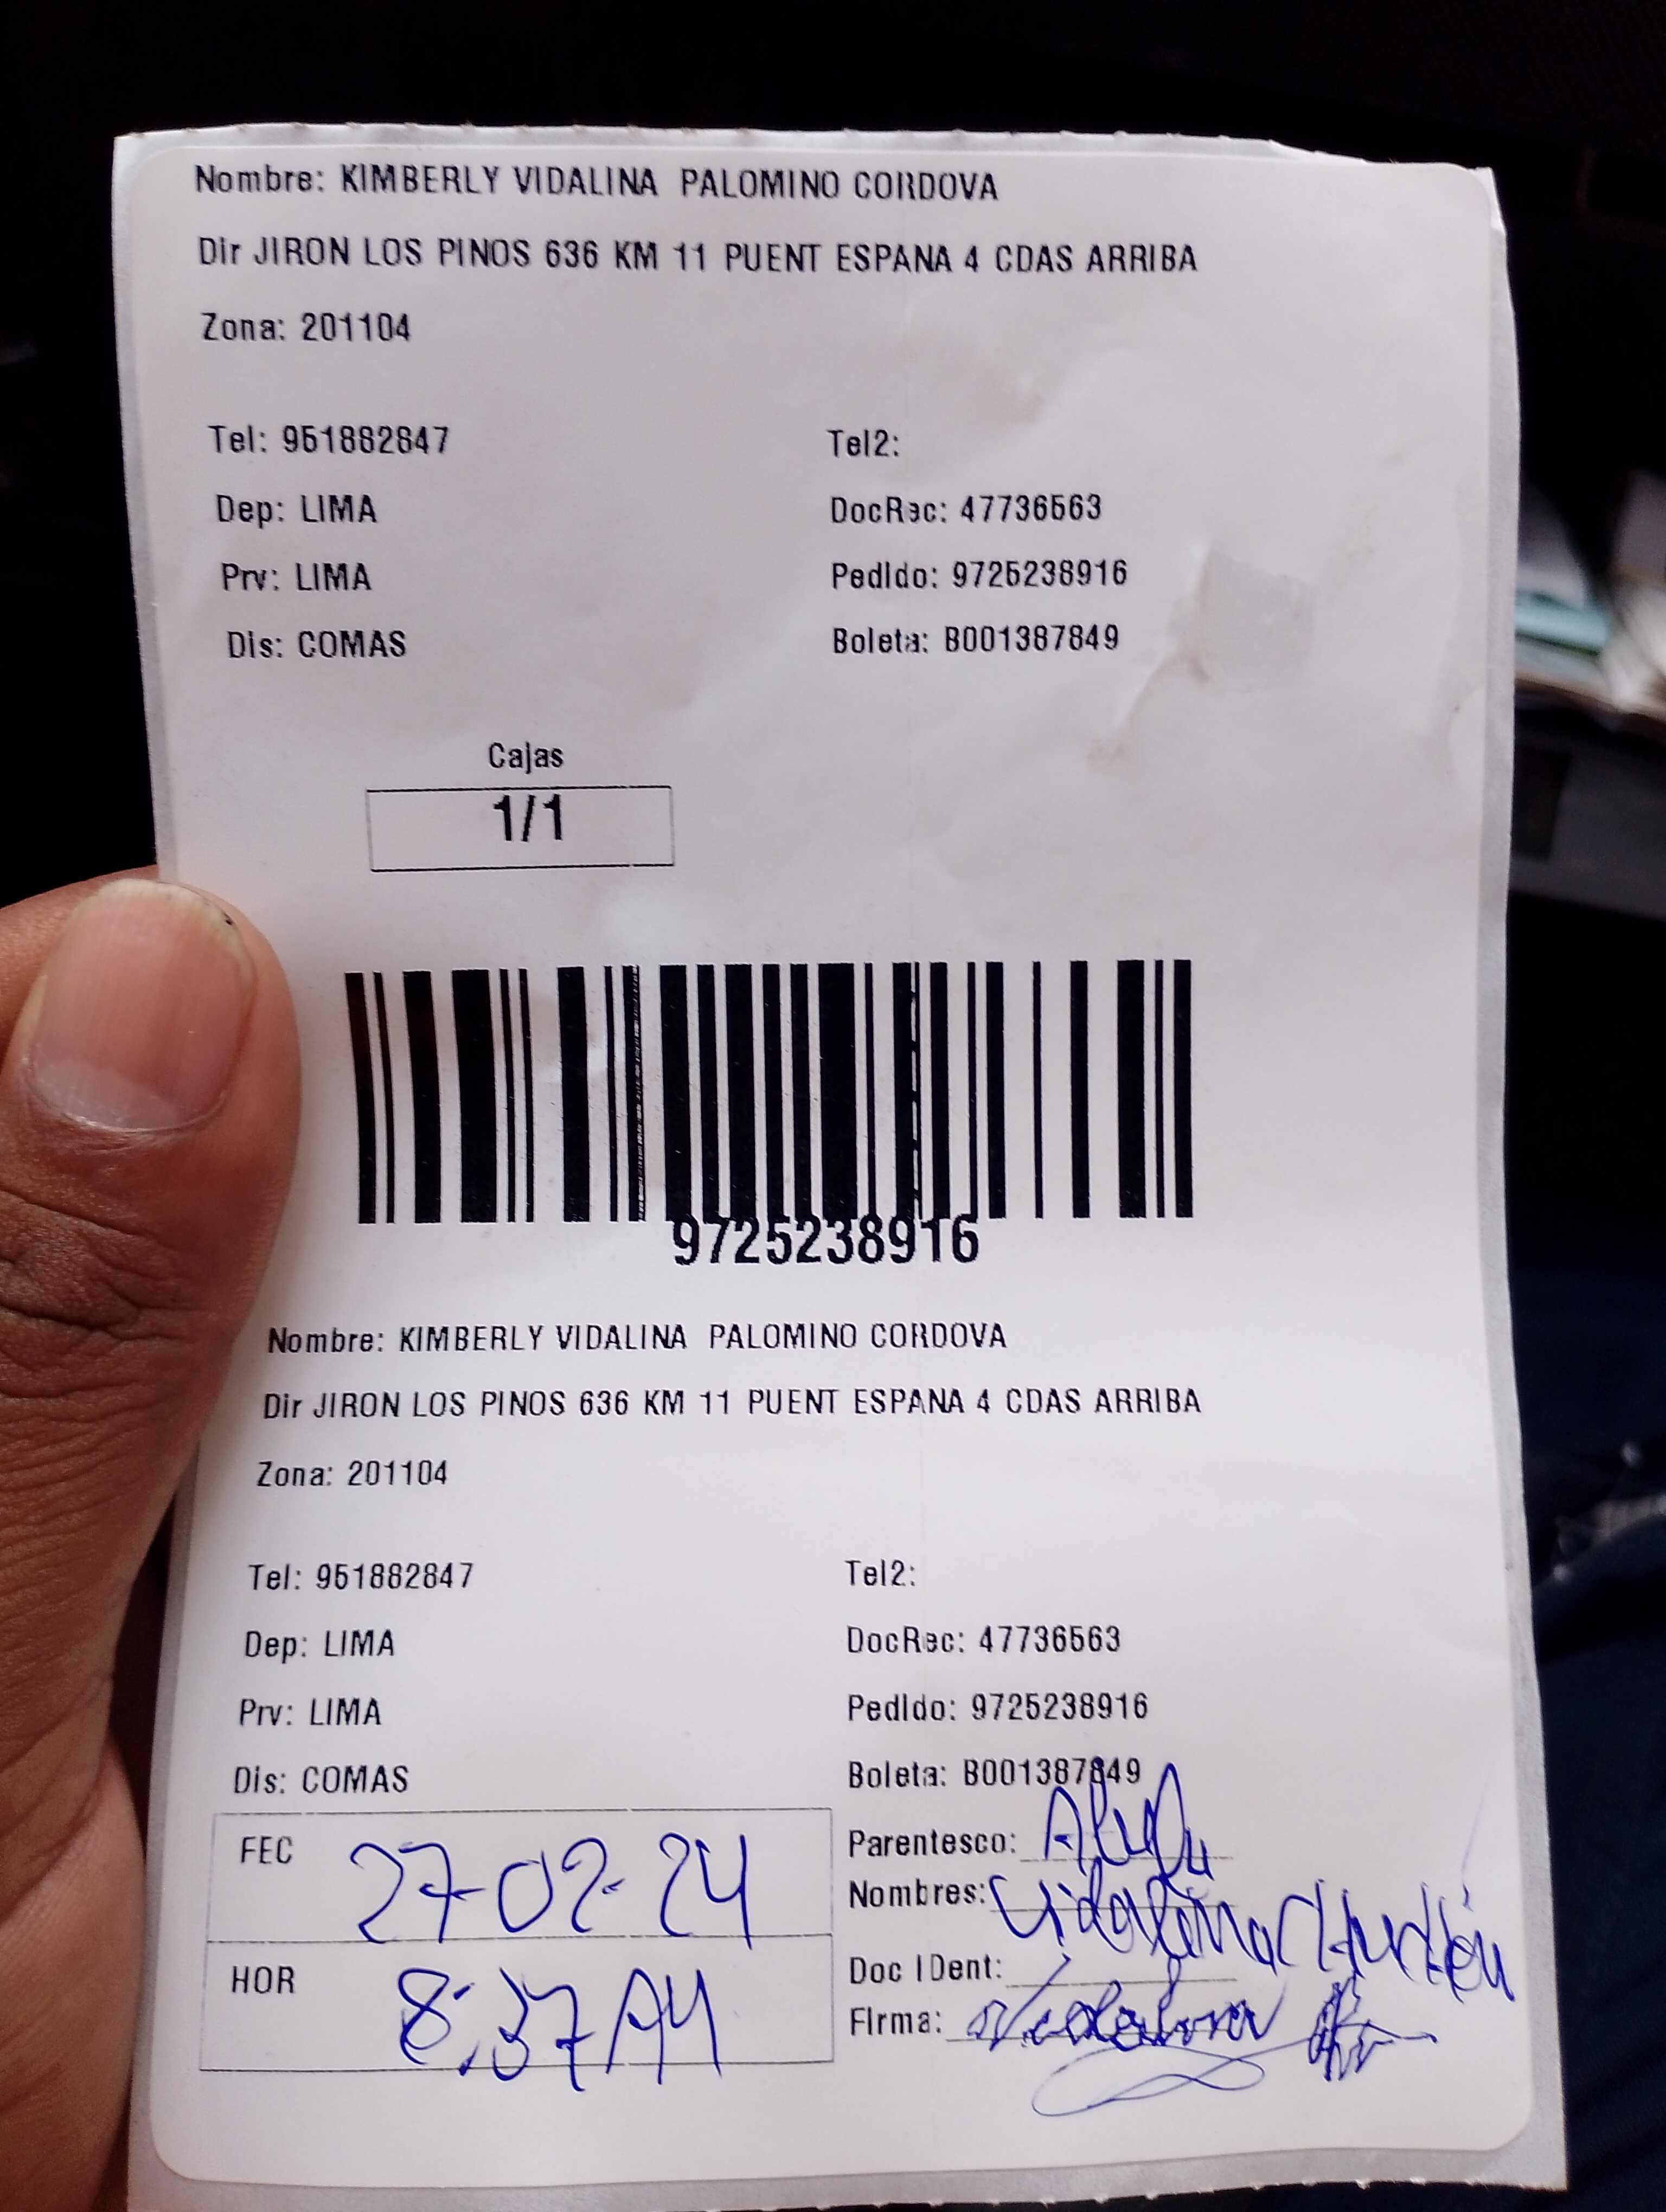 Nombre: KIMBERLY VIDALINA PALOMINO CORDOVA
Dir JIRON LOS PINOS 636 KM 11 PUENT ESPANA 4 CDAS ARRIBA
Zona: 201104
Tel: 951882847 Tel2:
Dep: LIMA DocRec: 47736563
Prv: LIMA Pedido: 9725238916
Dis: COMAS Boleta: B001387849
Cajas
1/1
9725238916
Nombre: KIMBERLY VIDALINA PALOMINO CORDOVA
Dir JIRON LOS PINOS 636 KM 11 PUENT ESPANA 4 CDAS ARRIBA
Zona: 201104
Tel: 951882847 Tel2:
Dep: LIMA DocRec: 47736563
Prv: LIMA Pedido: 9725238916
Dis: COMAS Boleta: B001387849
FEC 27-02-24 Parentesco:
Nombres: Vidalina
HOR 8:37 AM Doc IDent:
Firma: Vidalina